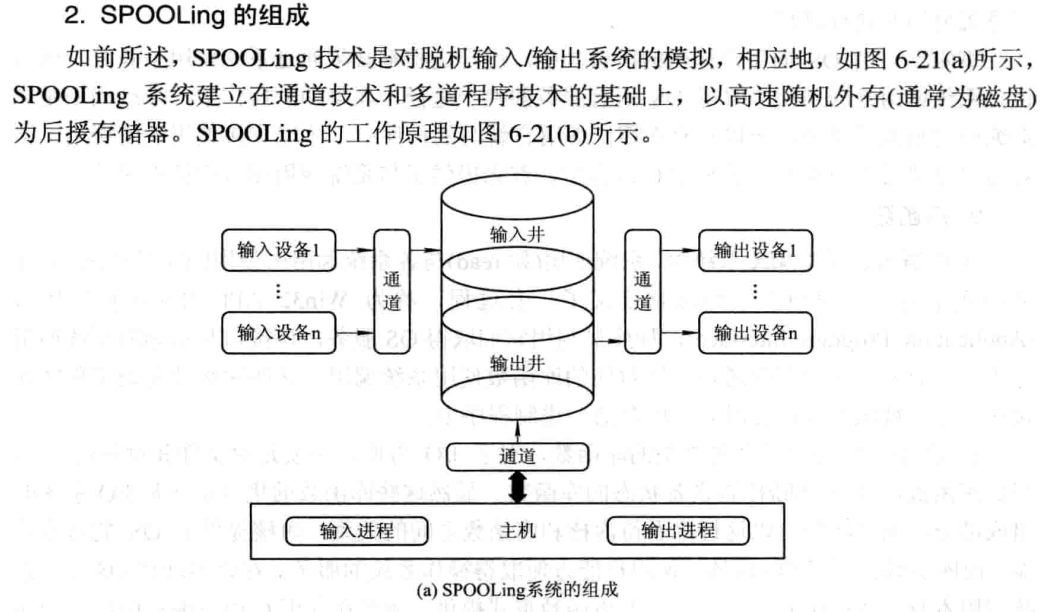 2. SPOOLing 的组成
如前所述，SPOOLing 技术是对脱机输入/输出系统的模拟，相应地，如图 6-21(a)所示，
SPOOLing 系统建立在通道技术和多道程序技术的基础上，以高速随机外存(通常为磁盘)
为后援存储器。SPOOLing 的工作原理如图 6-21(b)所示。
输入设备1
⋮
输入设备n
通道
输入井
输出井
通道
输出设备1
⋮
输出设备n
通道
输入进程
主机
输出进程
(a) SPOOLing系统的组成